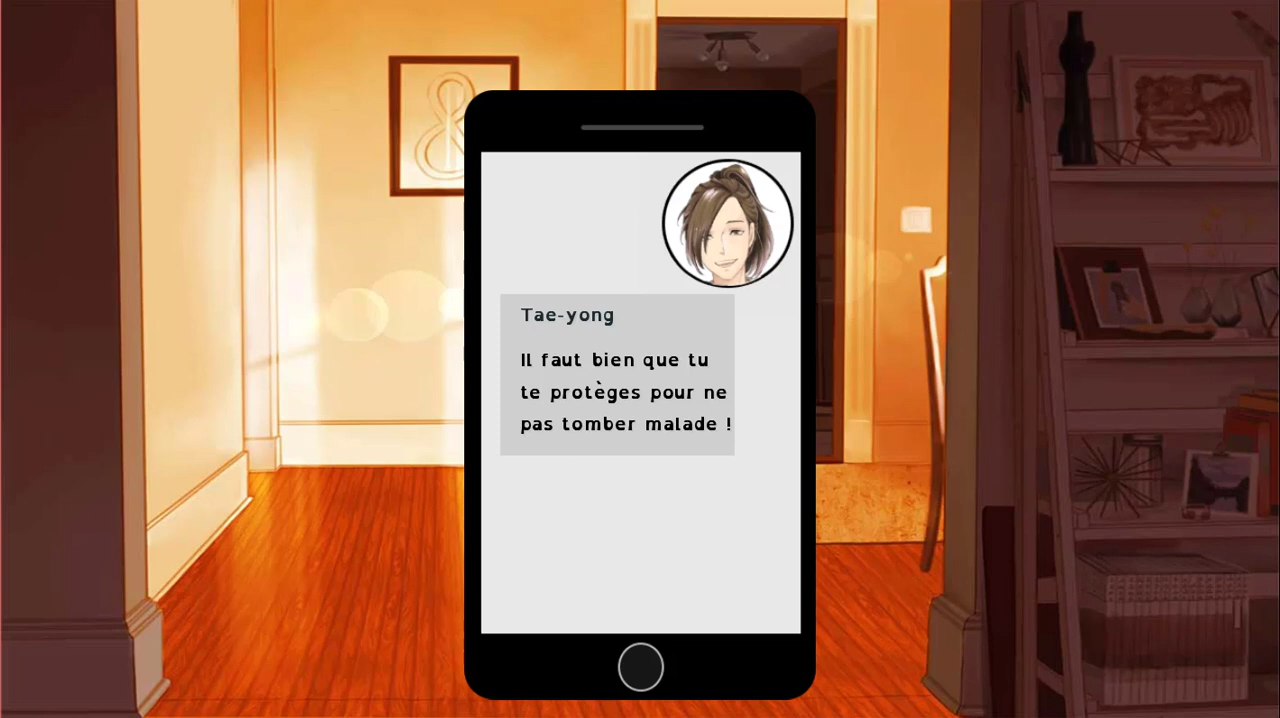 Tae-yong
Il faut bien que tu
te protèges pour ne
pas tomber malade !